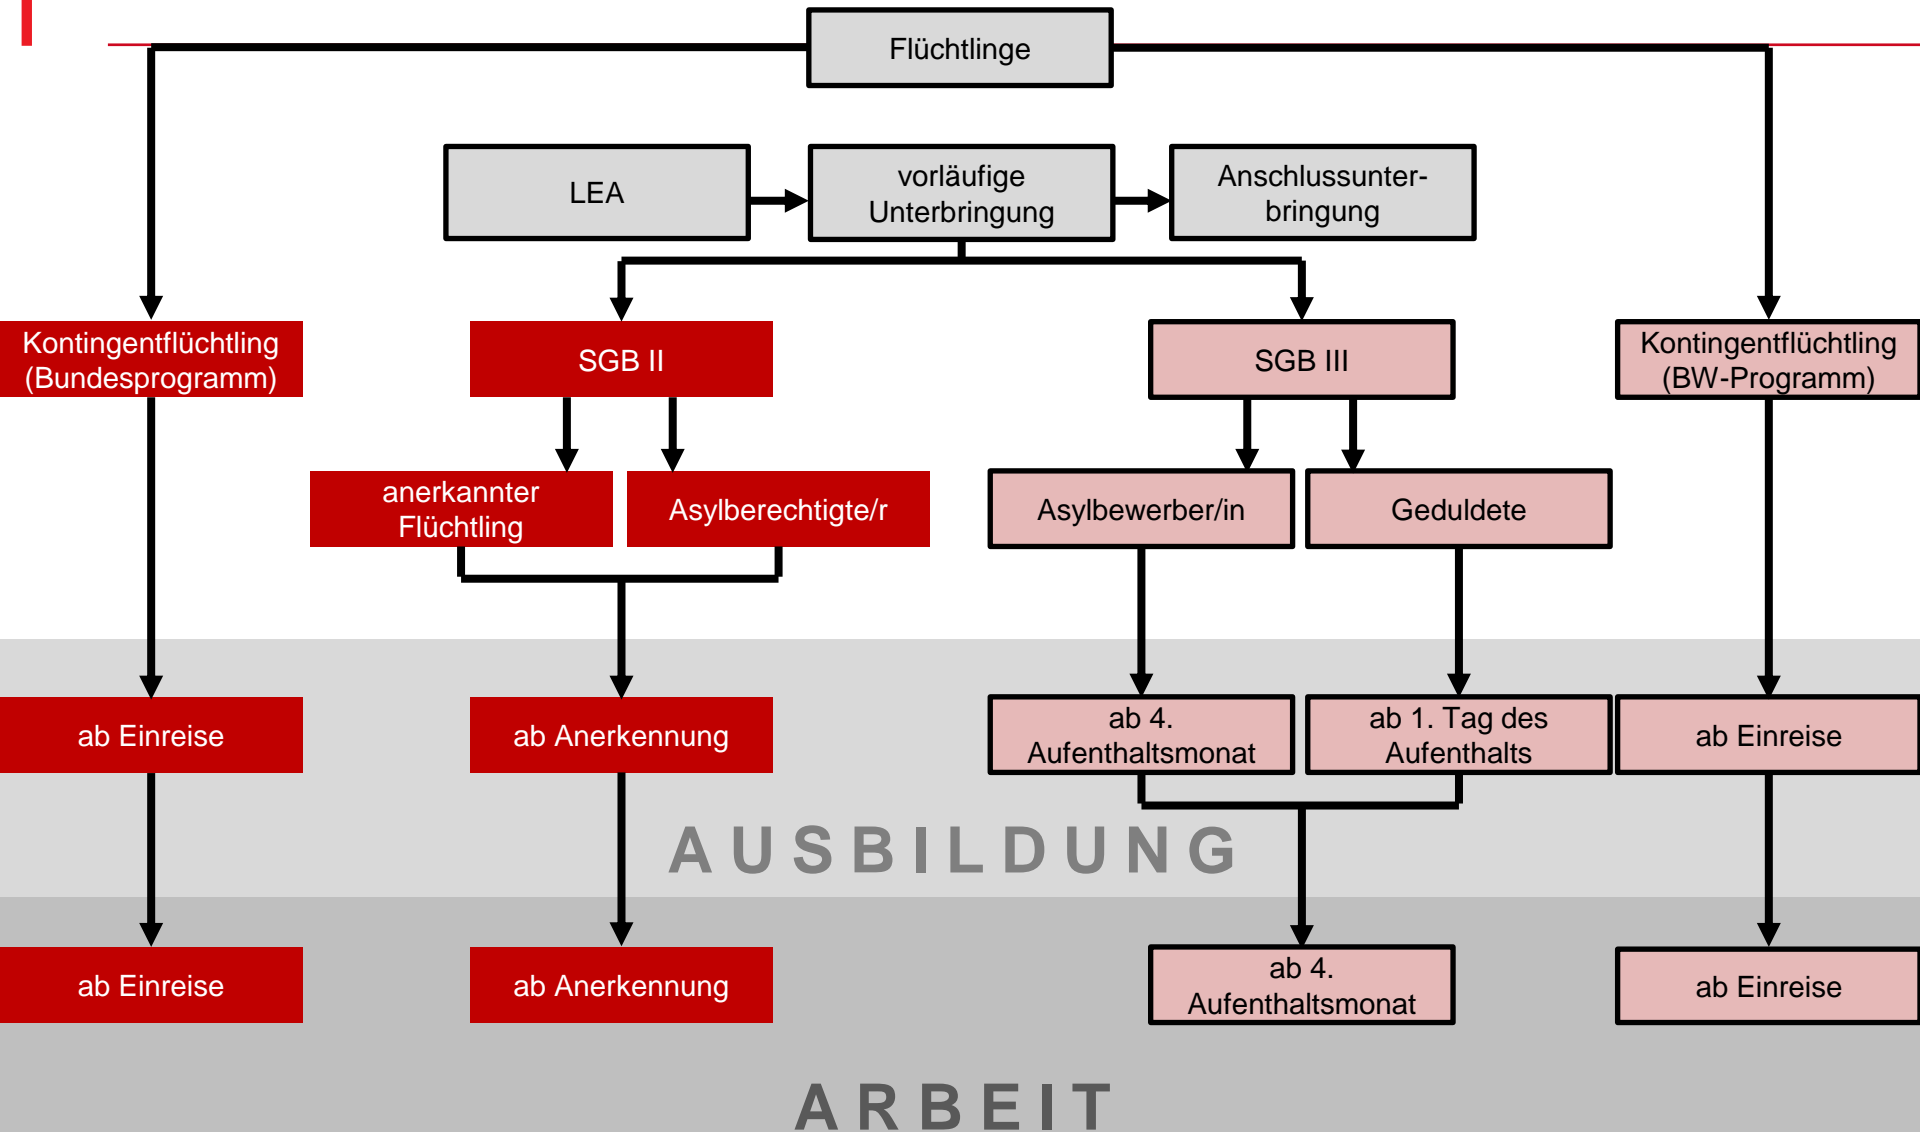 Flüchtlinge
LEA
vorläufige
Unterbringung
Anschlussunter-
bringung
Kontingentflüchtling
(Bundesprogramm)
SGB II
SGB III
Kontingentflüchtling
(BW-Programm)
anerkannter
Flüchtling
Asylberechtigte/r
Asylbewerber/in
Geduldete
ab Einreise
ab Anerkennung
ab 4.
Aufenthaltsmonat
ab 1. Tag des
Aufenthalts
ab Einreise
AUSBILDUNG
ab Einreise
ab Anerkennung
ab 4.
Aufenthaltsmonat
ab Einreise
ARBEIT